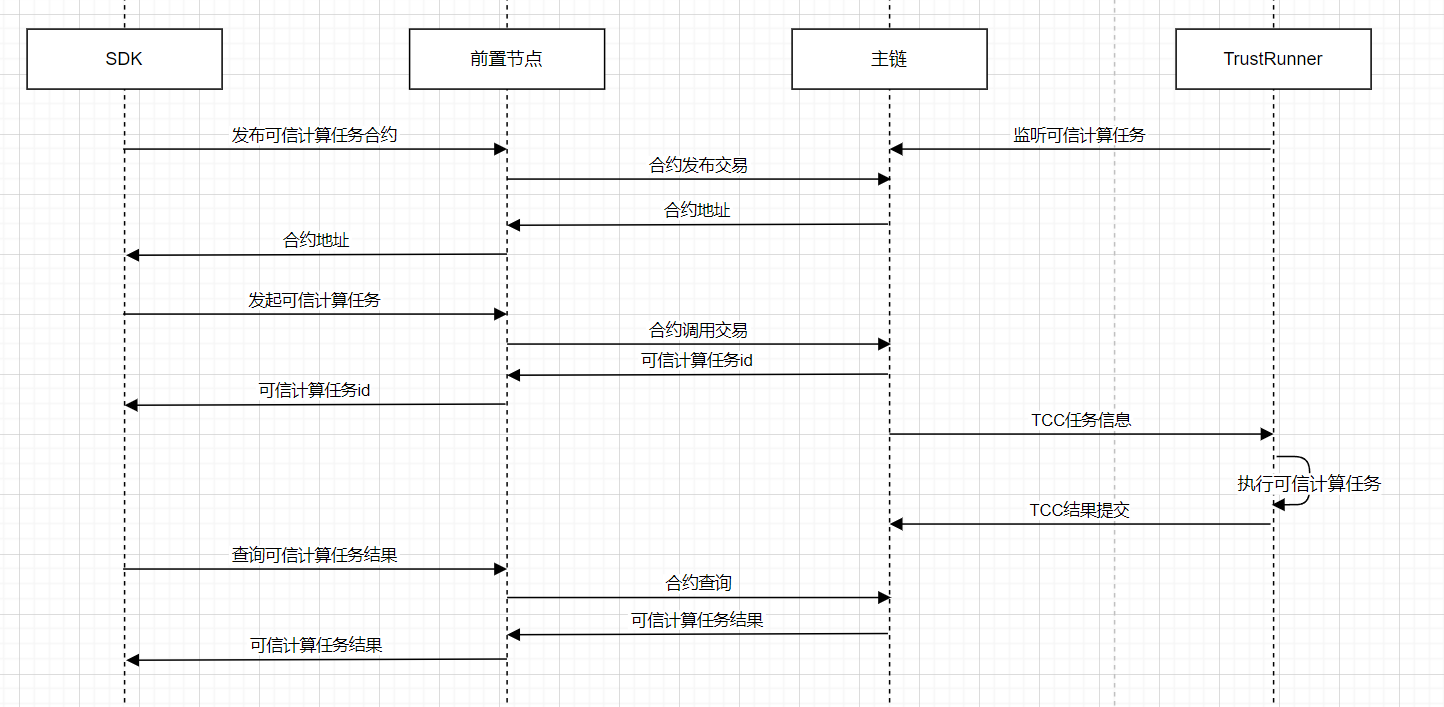 SDK
前置节点
主链
TrustRunner
发布可信计算任务合约
监听可信计算任务
合约发布交易
合约地址
合约地址
发起可信计算任务
合约调用交易
可信计算任务id
可信计算任务id
TCC任务信息
执行可信计算任务
TCC结果提交
查询可信计算任务结果
合约查询
可信计算任务结果
可信计算任务结果